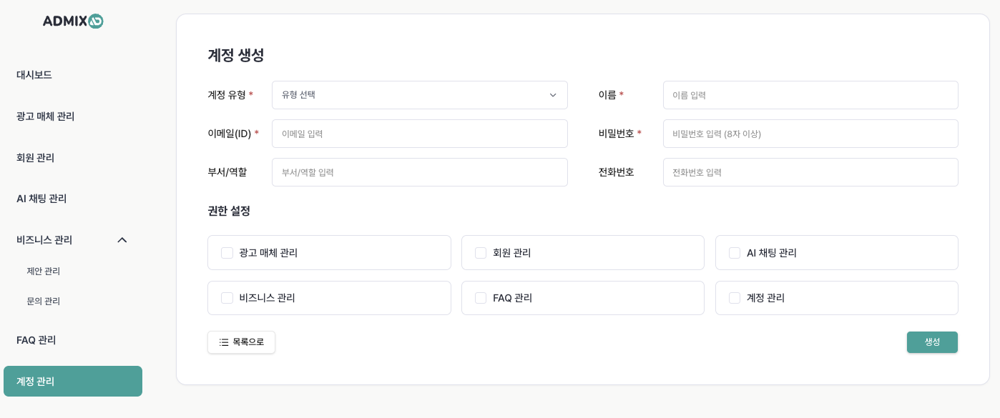 ADMIX
대시보드
광고 매체 관리
회원 관리
AI 채팅 관리
비즈니스 관리
제안 관리
문의 관리
FAQ 관리
계정 관리
계정 생성
계정 유형 * 유형 선택
이름 * 이름 입력
이메일(ID) * 이메일 입력
비밀번호 * 비밀번호 입력 (8자 이상)
부서/역할 부서/역할 입력
전화번호 전화번호 입력
권한 설정
광고 매체 관리
회원 관리
AI 채팅 관리
비즈니스 관리
FAQ 관리
계정 관리
목록으로
생성